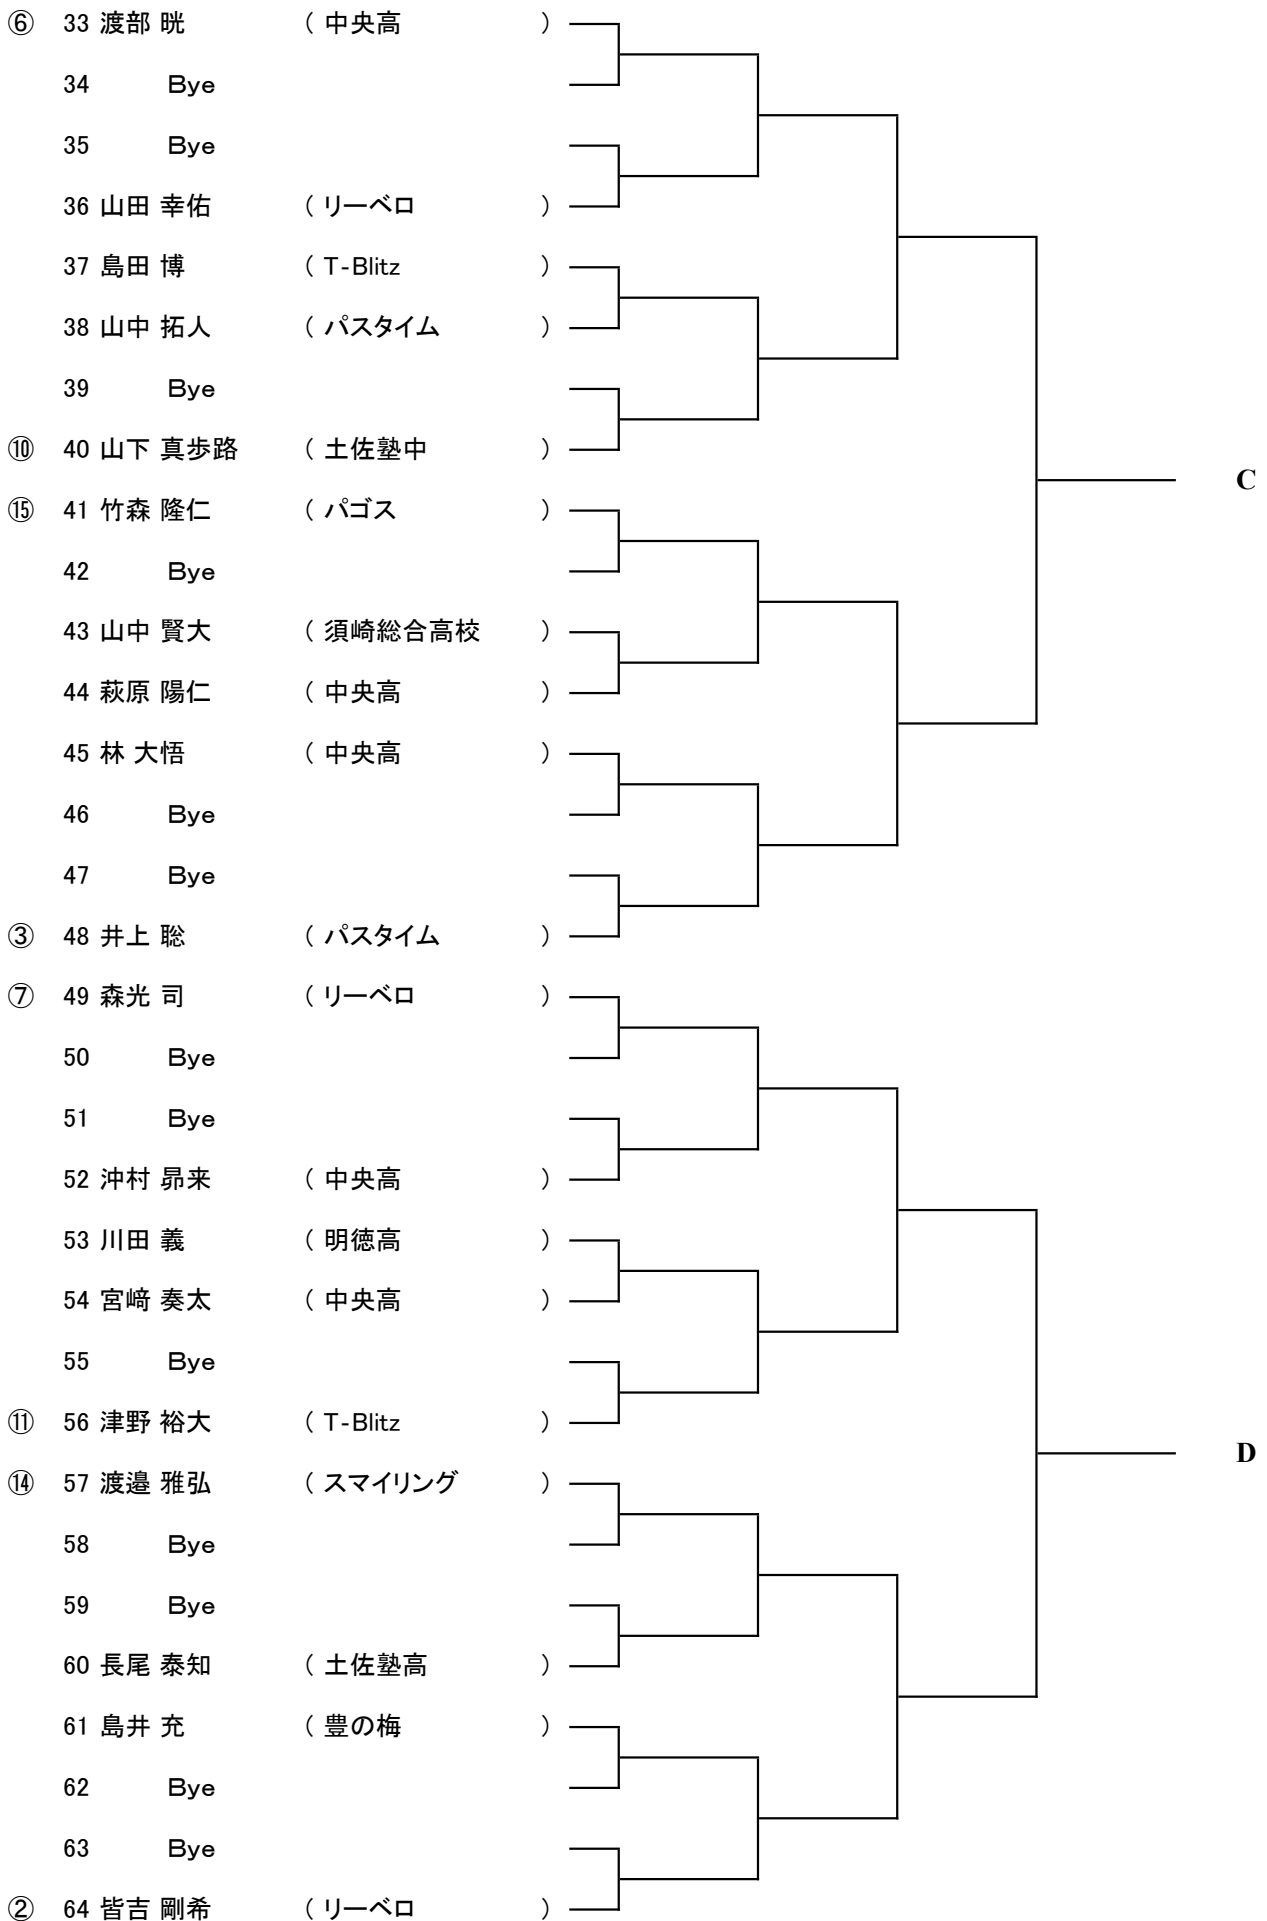 ⑥ 33 渡部 晄 ( 中央高 )
34 Bye
35 Bye
36 山田 幸佑 ( リーベロ )
37 島田 博 ( T-Blitz )
38 山中 拓人 ( パスタイム )
39 Bye
⑩ 40 山下 真歩路 ( 土佐塾中 )
C
⑮ 41 竹森 隆仁 ( パゴス )
42 Bye
43 山中 賢大 ( 須崎総合高校 )
44 萩原 陽仁 ( 中央高 )
45 林 大悟 ( 中央高 )
46 Bye
47 Bye
③ 48 井上 聡 ( パスタイム )
⑦ 49 森光 司 ( リーベロ )
50 Bye
51 Bye
52 沖村 昴来 ( 中央高 )
53 川田 義 ( 明徳高 )
54 宮﨑 奏太 ( 中央高 )
55 Bye
⑪ 56 津野 裕大 ( T-Blitz )
D
⑭ 57 渡邉 雅弘 ( スマイリング )
58 Bye
59 Bye
60 長尾 泰知 ( 土佐塾高 )
61 島井 充 ( 豊の梅 )
62 Bye
63 Bye
② 64 皆吉 剛希 ( リーベロ )